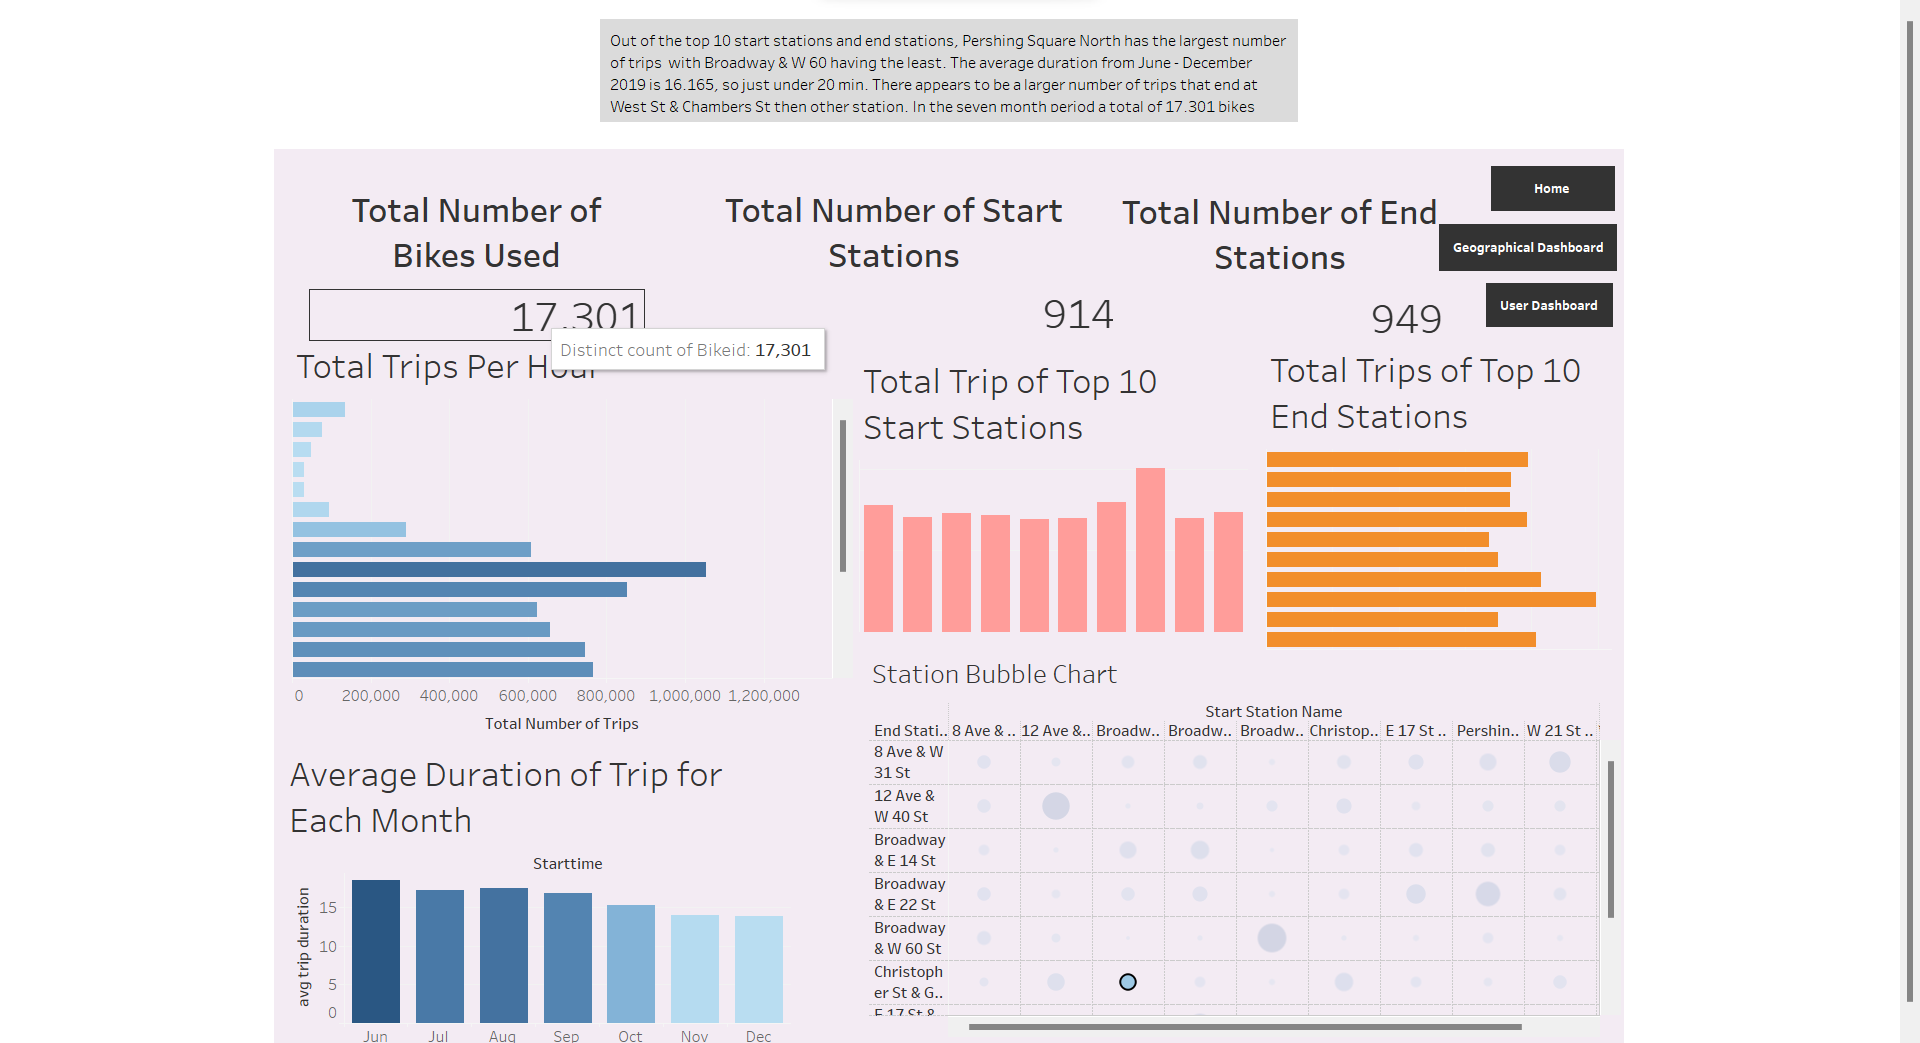 Out of the top 10 start stations and end stations, Pershing Square North has the largest number
of trips  with Broadway & W 60 having the least. The average duration from June - December
2019 is 16.165, so just under 20 min. There appears to be a larger number of trips that end at
West St & Chambers St then other station. In the seven month period a total of 17.301 bikes
Home
Total Number of
Bikes Used
Total Number of Start
Stations
Total Number of End
Stations
Geographical Dashboard
User Dashboard
17,301
914
949
Distinct count of Bikeid: 17,301
Total Trips Per Hour
Total Trip of Top 10
Start Stations
Total Trips of Top 10
End Stations
0 200,000 400,000 600,000 800,000 1,000,000 1,200,000
Total Number of Trips
Station Bubble Chart
Start Station Name
End Stati.. 8 Ave & .. 12 Ave &.. Broadw.. Broadw.. Broadw.. Christop.. E 17 St .. Pershin.. W 21 St ..
8 Ave & W
31 St
12 Ave &
W 40 St
Broadway
& E 14 St
Broadway
& E 22 St
Broadway
& W 60 St
Christoph
er St & G..
E 17 St &
Average Duration of Trip for
Each Month
Starttime
avg trip duration
15
10
5
0
Jun Jul Aug Sep Oct Nov Dec